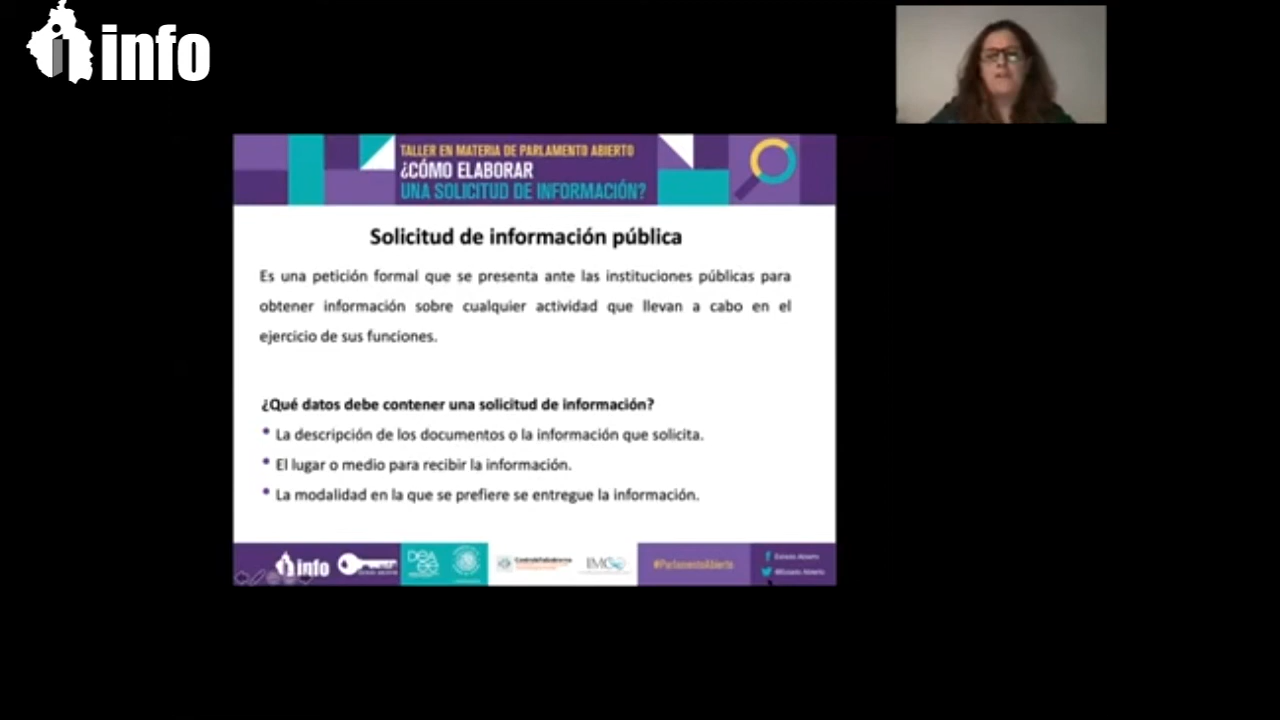 info
TALLER EN MATERIA DE PARLAMENTO ABIERTO
¿CÓMO ELABORAR
UNA SOLICITUD DE INFORMACIÓN?
Solicitud de información pública
Es una petición formal que se presenta ante las instituciones públicas para
obtener información sobre cualquier actividad que llevan a cabo en el
ejercicio de sus funciones.
¿Qué datos debe contener una solicitud de información?
• La descripción de los documentos o la información que solicita.
• El lugar o medio para recibir la información.
• La modalidad en la que se prefiere se entregue la información.
info
#ParlamentoAbierto